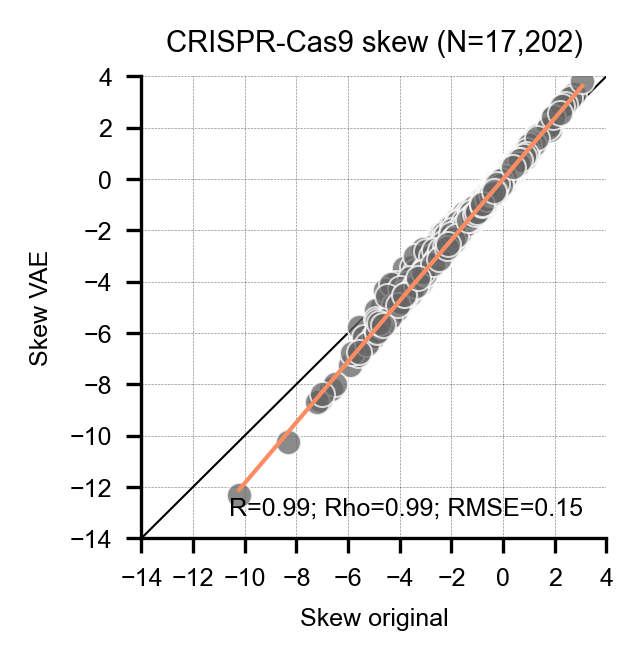 CRISPR-Cas9 skew (N=17,202)
4
2
0
−2
−4
−6
−8
−10
−12
−14
Skew VAE
R=0.99; Rho=0.99; RMSE=0.15
−14 −12 −10 −8 −6 −4 −2 0 2 4
Skew original